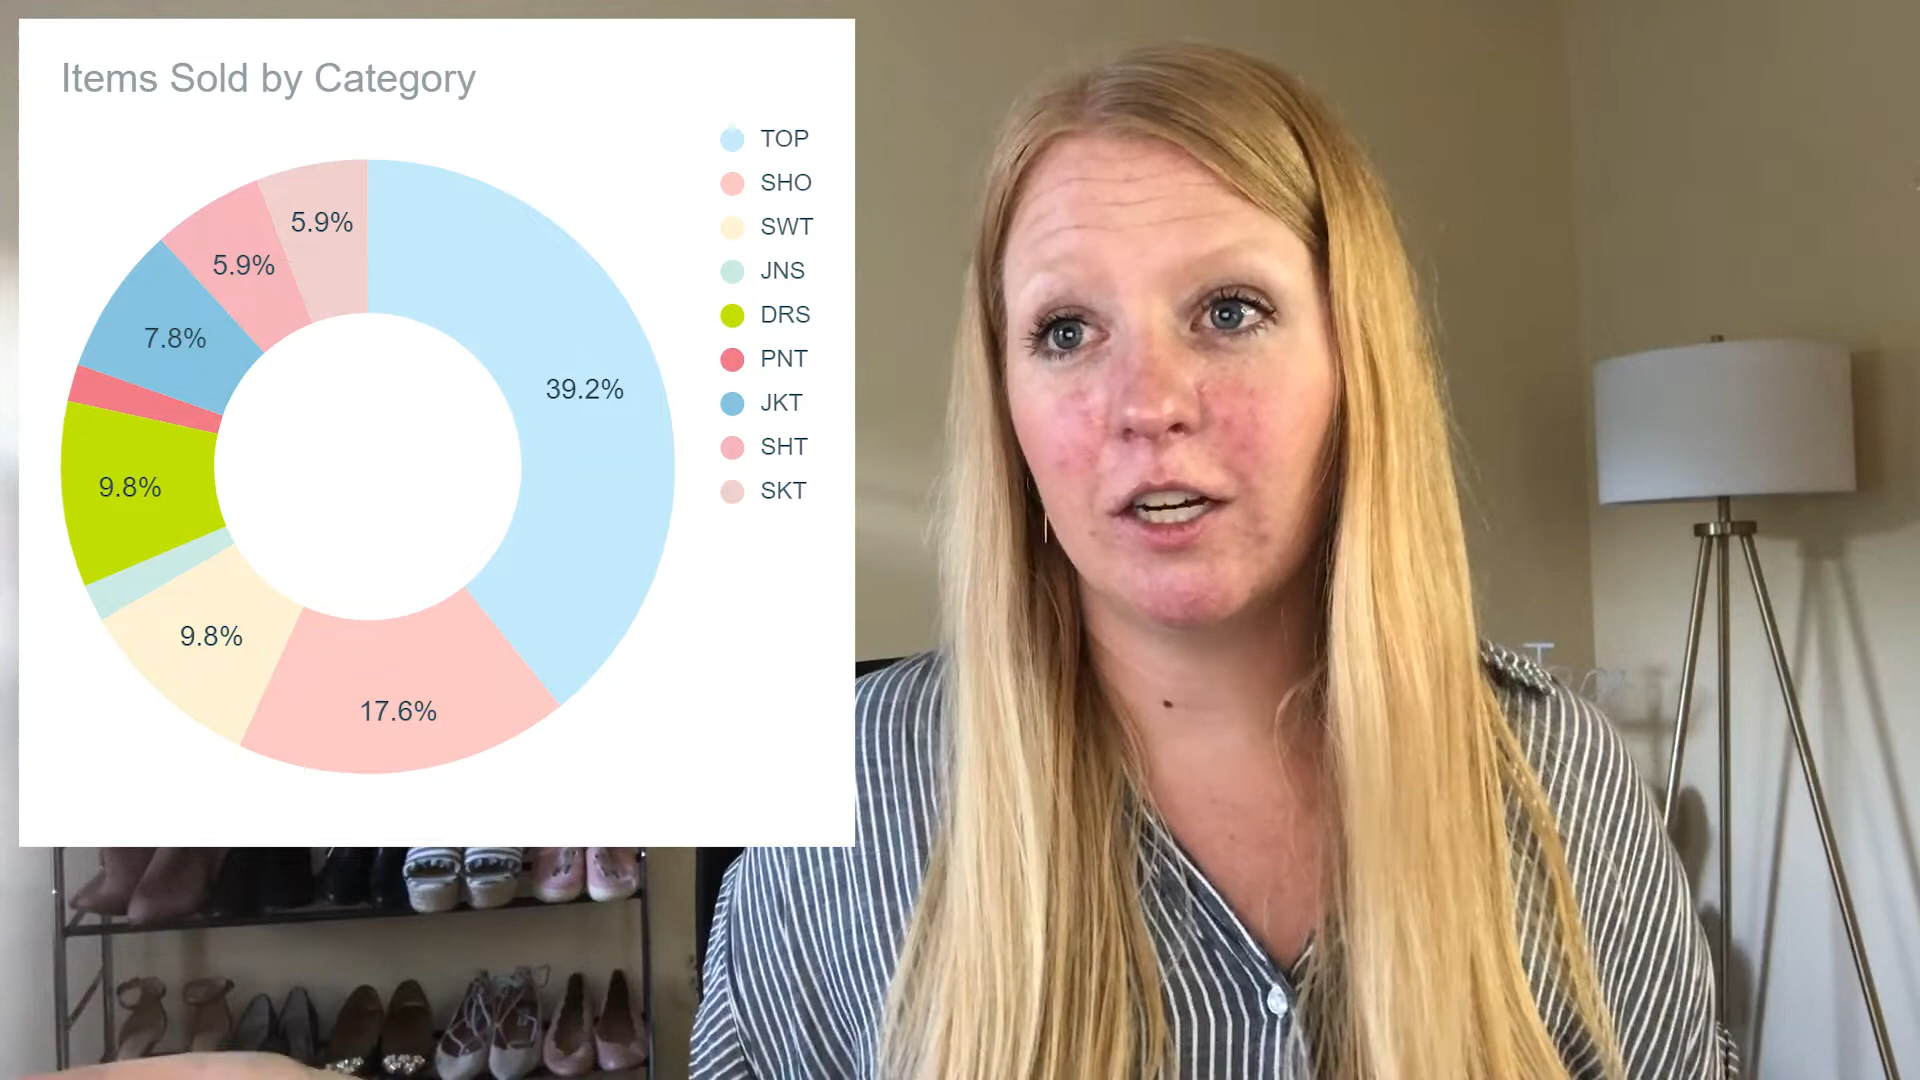 Items Sold by Category
TOP
SHO
SWT
JNS
DRS
PNT
JKT
SHT
SKT
5.9%
5.9%
7.8%
39.2%
9.8%
9.8%
17.6%